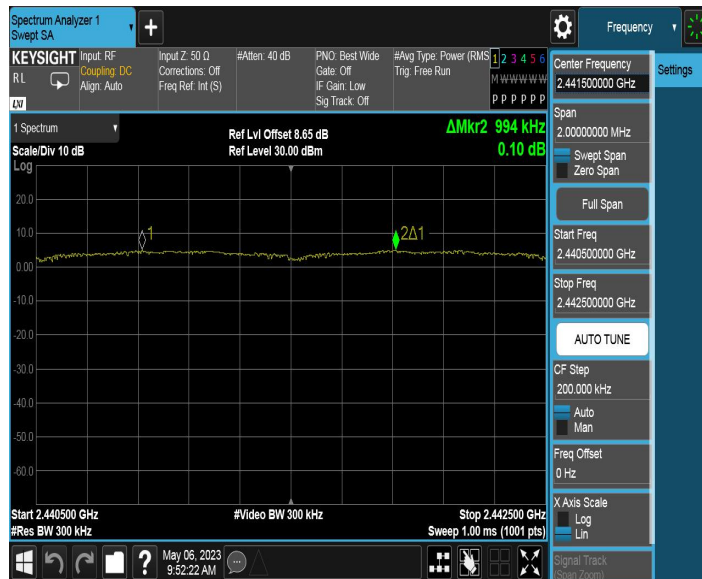 Spectrum Analyzer 1
Swept SA
+
Frequency
KEYSIGHT
RL
LXI
Input: RF
Coupling: DC
Align: Auto
Input Z: 50 Ω
Corrections: Off
Freq Ref: Int (S)
#Atten: 40 dB
PNO: Best Wide
Gate: Off
IF Gain: Low
Sig Track: Off
#Avg Type: Power (RMS
Trig: Free Run
1 2 3 4 5 6
M W W W W W
P P P P P P
1 Spectrum
Scale/Div 10 dB
Log
Ref Lvl Offset 8.65 dB
Ref Level 30.00 dBm
ΔMkr2 994 kHz
0.10 dB
20.0
10.0
0.00
-10.0
-20.0
-30.0
-40.0
-50.0
-60.0
1
2Δ1
Start 2.440500 GHz
#Res BW 300 kHz
#Video BW 300 kHz
Stop 2.442500 GHz
Sweep 1.00 ms (1001 pts)
?
May 06, 2023
9:52:22 AM
Center Frequency
2.441500000 GHz
Span
2.00000000 MHz
Swept Span
Zero Span
Full Span
Start Freq
2.440500000 GHz
Stop Freq
2.442500000 GHz
AUTO TUNE
CF Step
200.000 kHz
Auto
Man
Freq Offset
0 Hz
X Axis Scale
Log
Lin
Signal Track
(Span Zoom)
Settings